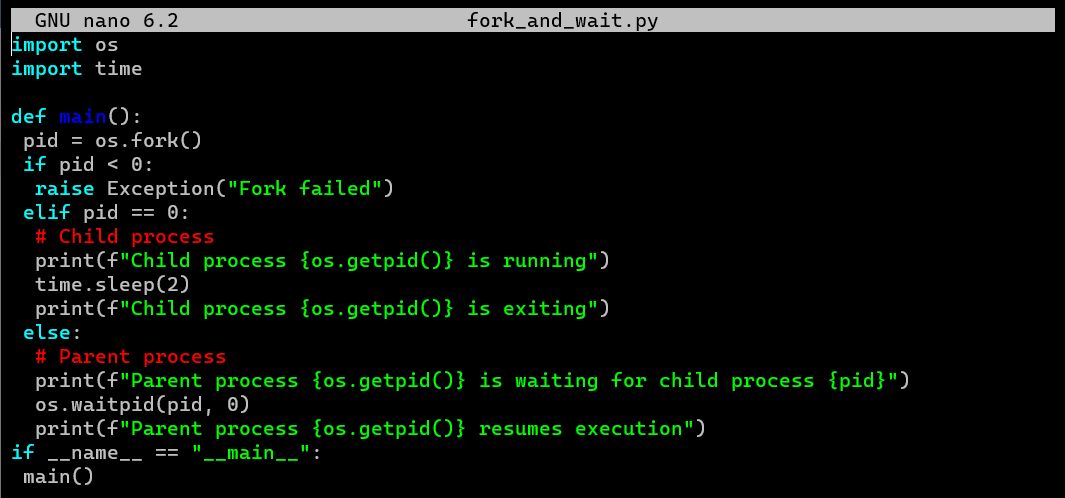 GNU nano 6.2 fork_and_wait.py
import os
import time

def main():
 pid = os.fork()
 if pid < 0:
  raise Exception("Fork failed")
 elif pid == 0:
  # Child process
  print(f"Child process {os.getpid()} is running")
  time.sleep(2)
  print(f"Child process {os.getpid()} is exiting")
 else:
  # Parent process
  print(f"Parent process {os.getpid()} is waiting for child process {pid}")
  os.waitpid(pid, 0)
  print(f"Parent process {os.getpid()} resumes execution")
if __name__ == "__main__":
 main()